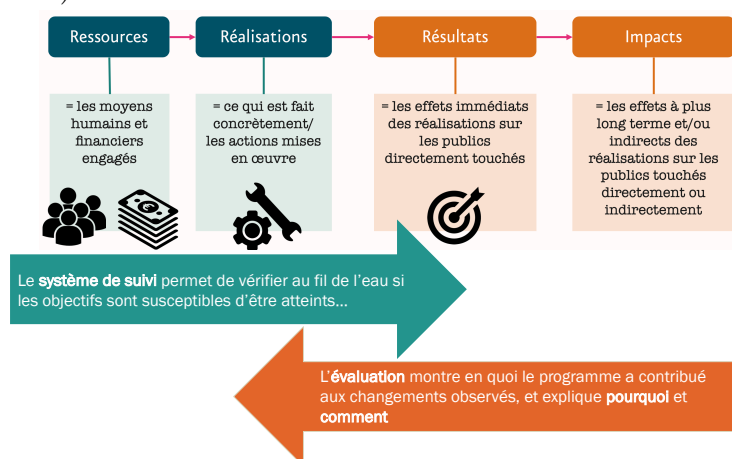 Ressources
Réalisations
Résultats
Impacts
= les moyens
humains et
financiers
engagés
= ce qui est fait
concrètement/
les actions mises
en œuvre
= les effets immédiats
des réalisations sur
les publics
directement touchés
= les effets à plus
long terme et/ou
indirects des
réalisations sur les
publics touchés
directement ou
indirectement
Le système de suivi permet de vérifier au fil de l'eau si
les objectifs sont susceptibles d'être atteints...
L'évaluation montre en quoi le programme a contribué
aux changements observés, et explique pourquoi et
comment